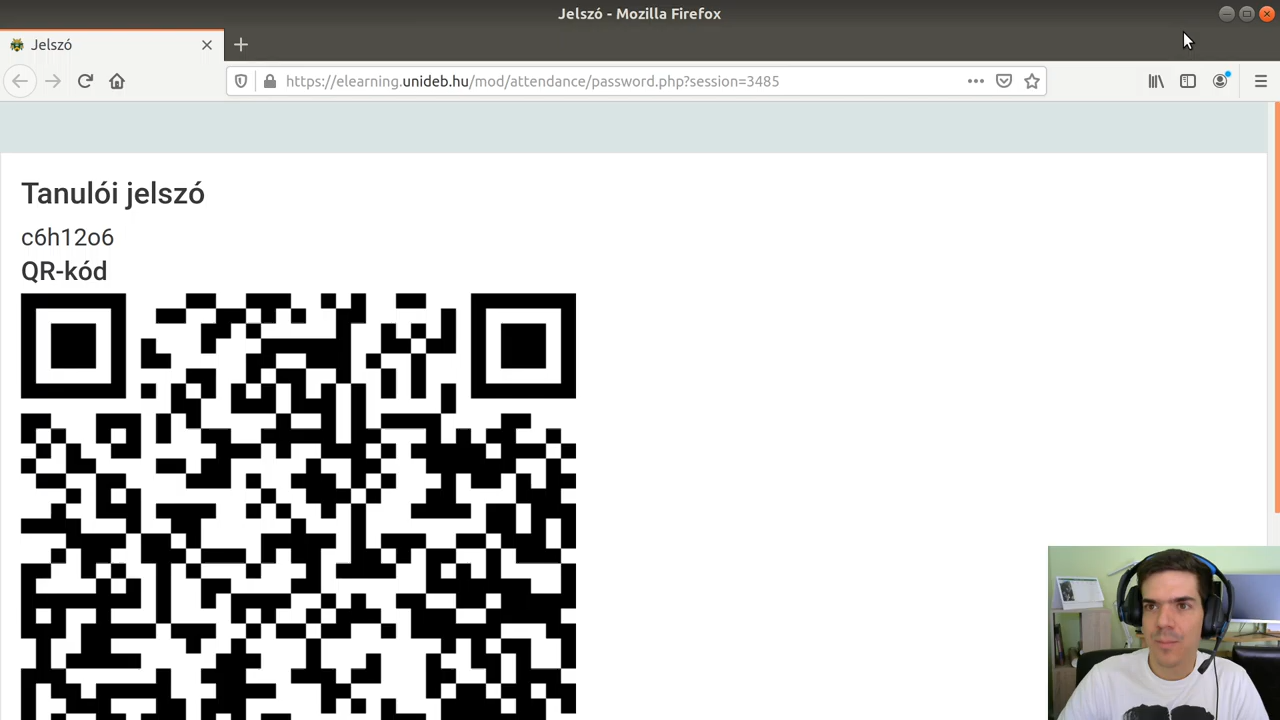 Jelszó - Mozilla Firefox
Jelszó
https://elearning.unideb.hu/mod/attendance/password.php?session=3485
Tanulói jelszó
c6h12o6
QR-kód